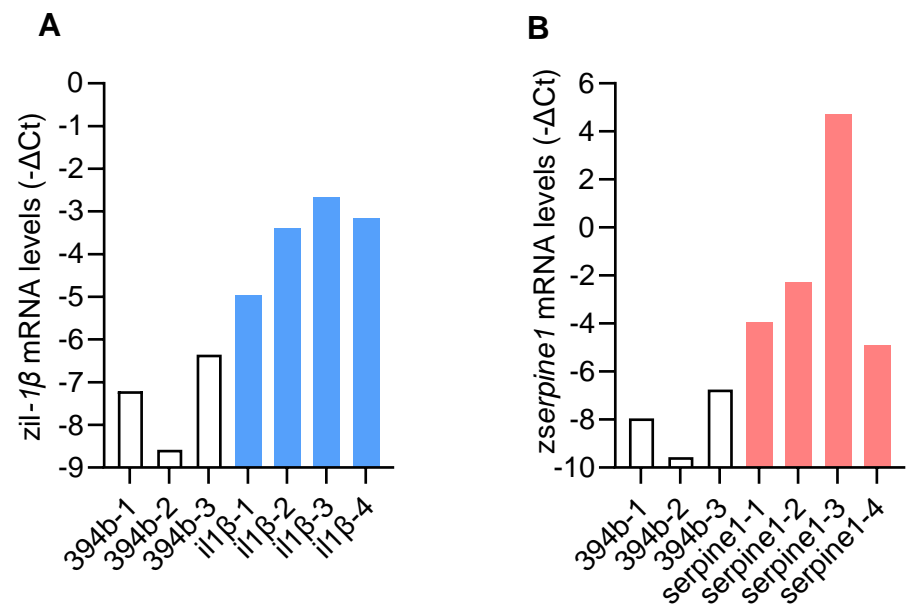 A
zil-1β mRNA levels (-ΔCt)
0
-1
-2
-3
-4
-5
-6
-7
-8
-9
394b-1
394b-2
394b-3
il1β-1
il1β-2
il1β-3
il1β-4
B
zserpine1 mRNA levels (-ΔCt)
6
4
2
0
-2
-4
-6
-8
-10
394b-1
394b-2
394b-3
serpine1-1
serpine1-2
serpine1-3
serpine1-4